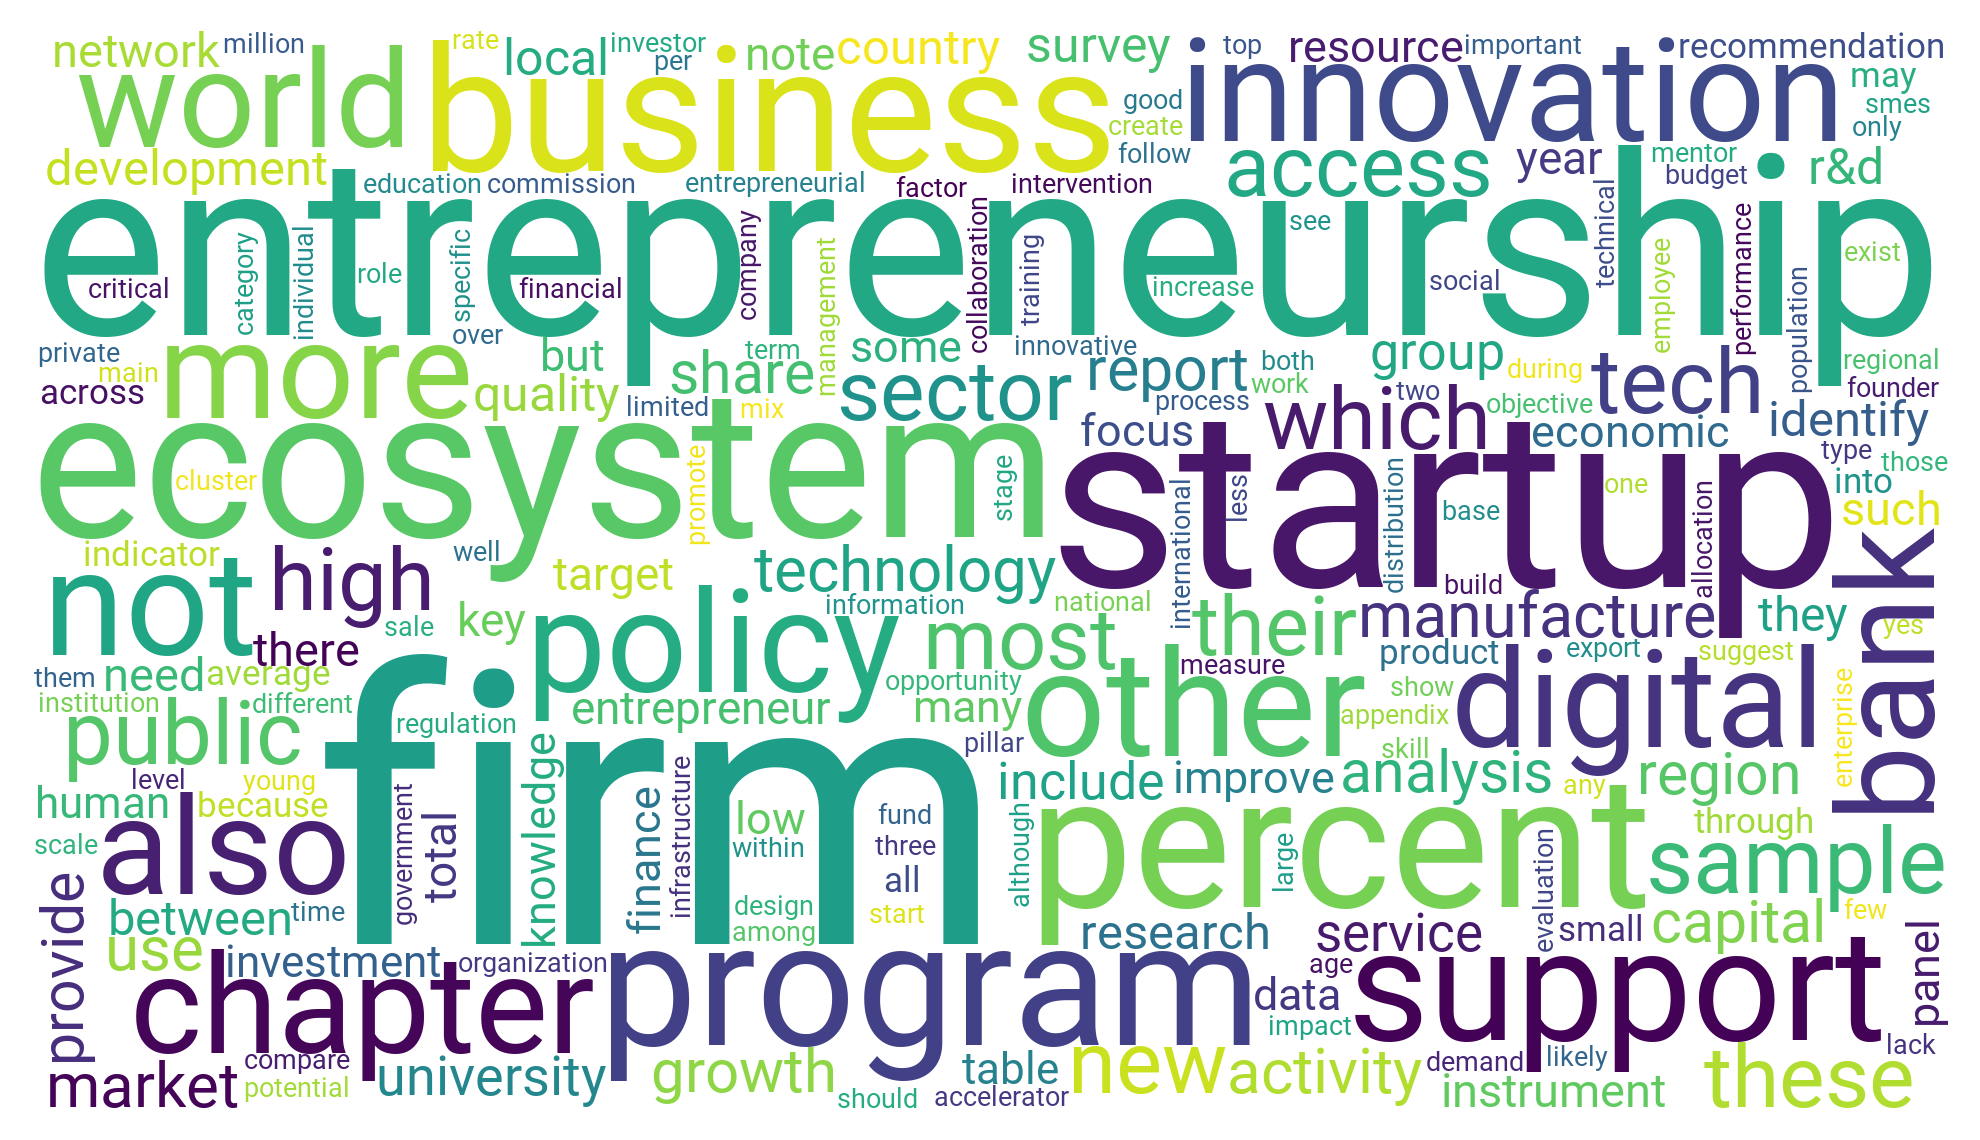 network
million
rate
local
investor
per
note
country
survey
top
resource
important
recommendation
world
business
innovation
may
good
smes
create
only
follow
development
access
year
mentor
budget
r&d
education
commission
entrepreneurial
factor
intervention
entrepreneurship
category
individual
role
specific
critical
financial
over
company
management
collaboration
training
see
increase
social
technical
employee
performance
population
exist
private
main
across
more
quality
but
share
term
limited
mix
some
sector
innovative
report
both
work
process
group
two
during
objective
tech
regional
founder
which
focus
economic
identify
type
those
into
such
ecosystem
cluster
promote
stage
startup
international
less
distribution
base
one
allocation
build
indicator
well
not
high
target
technology
information
national
their
manufacture
they
bank
yes
there
sale
key
policy
most
measure
product
export
suggest
them
need
average
institution
different
public
regulation
entrepreneur
opportunity
many
other
show
appendix
skill
digital
enterprise
firm
pillar
level
young
human
because
government
total
knowledge
finance
infrastructure
low
within
fund
three
all
include
improve
analysis
any
region
through
scale
also
although
percent
large
evaluation
sample
provide
between
time
design
among
start
research
service
small
capital
few
use
investment
organization
chapter
program
age
data
impact
support
panel
lack
market
compare
potential
university
growth
should
table
accelerator
new
activity
demand
likely
instrument
these